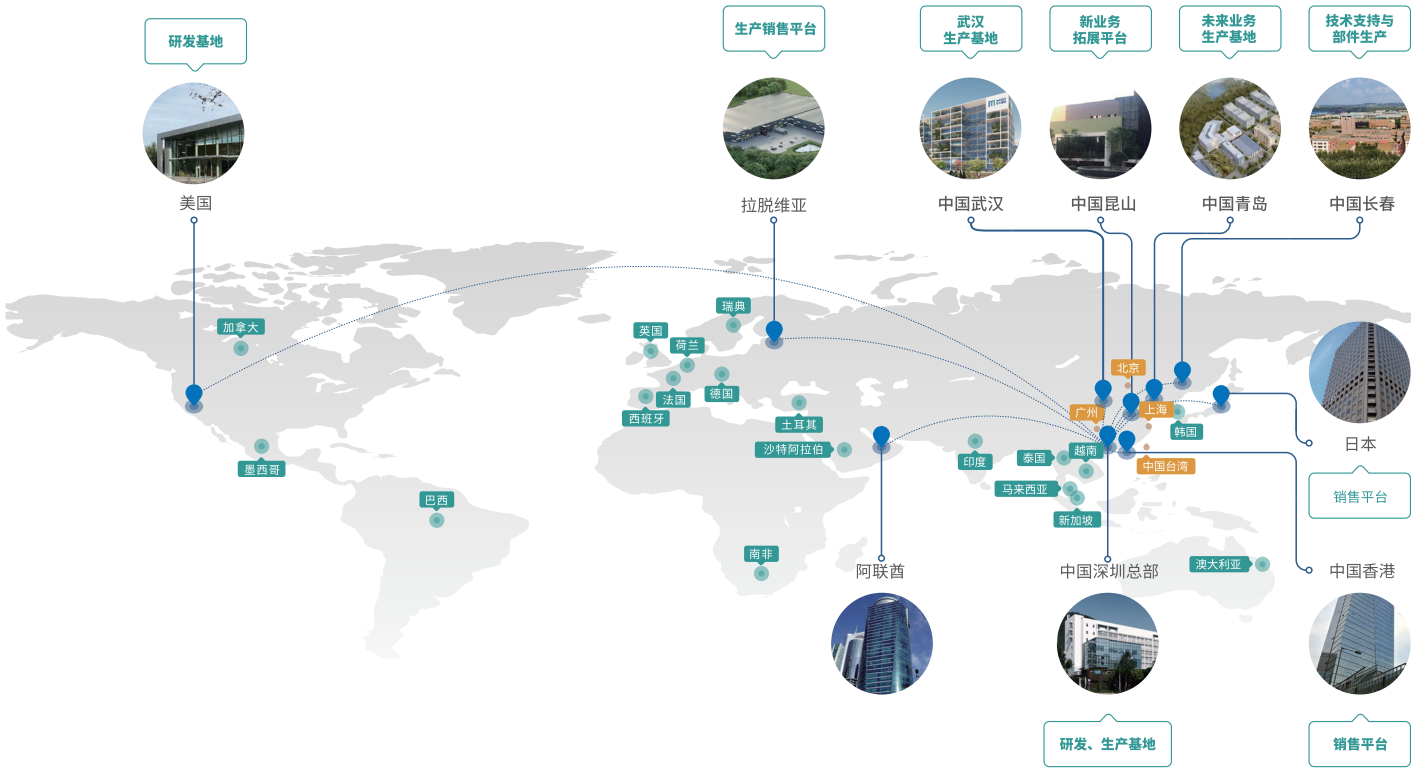 研发基地
生产销售平台
武汉
生产基地
新业务
拓展平台
未来业务
生产基地
技术支持与
部件生产
美国
拉脱维亚
中国武汉
中国昆山
中国青岛
中国长春
加拿大
瑞典
英国
荷兰
法国
德国
西班牙
土耳其
沙特阿拉伯
北京
广州
上海
韩国
日本
销售平台
墨西哥
巴西
印度
泰国
越南
中国台湾
马来西亚
新加坡
南非
澳大利亚
阿联酋
中国深圳总部
中国香港
研发、生产基地
销售平台